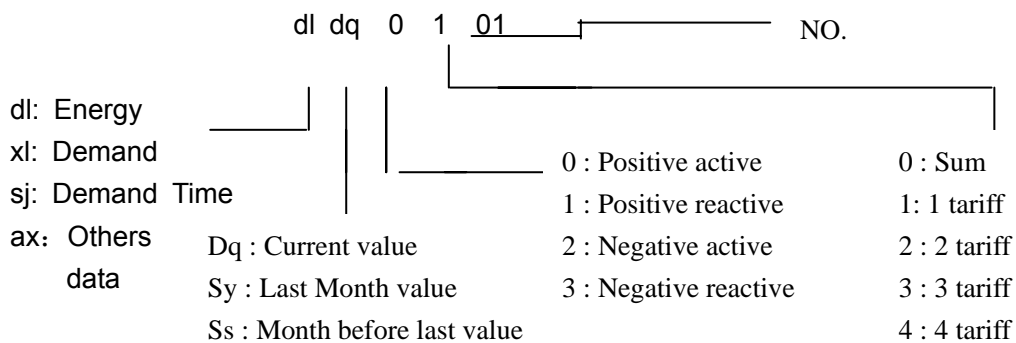 dl dq 0 1 01 NO.
dl: Energy
xl: Demand
sj: Demand Time
ax：Others
data
Dq : Current value
Sy : Last Month value
Ss : Month before last value
0 : Positive active
1 : Positive reactive
2 : Negative active
3 : Negative reactive
0 : Sum
1: 1 tariff
2 : 2 tariff
3 : 3 tariff
4 : 4 tariff